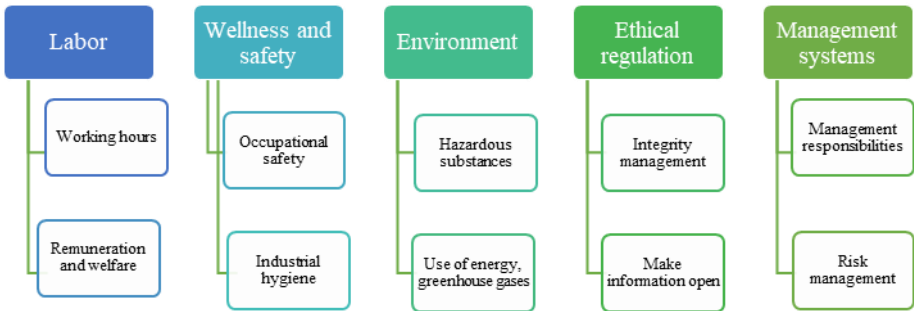 Labor
Working hours
Remuneration
and welfare
Wellness and
safety
Occupational
safety
Industrial
hygiene
Environment
Hazardous
substances
Use of energy,
greenhouse gases
Ethical
regulation
Integrity
management
Make
information open
Management
systems
Management
responsibilities
Risk
management